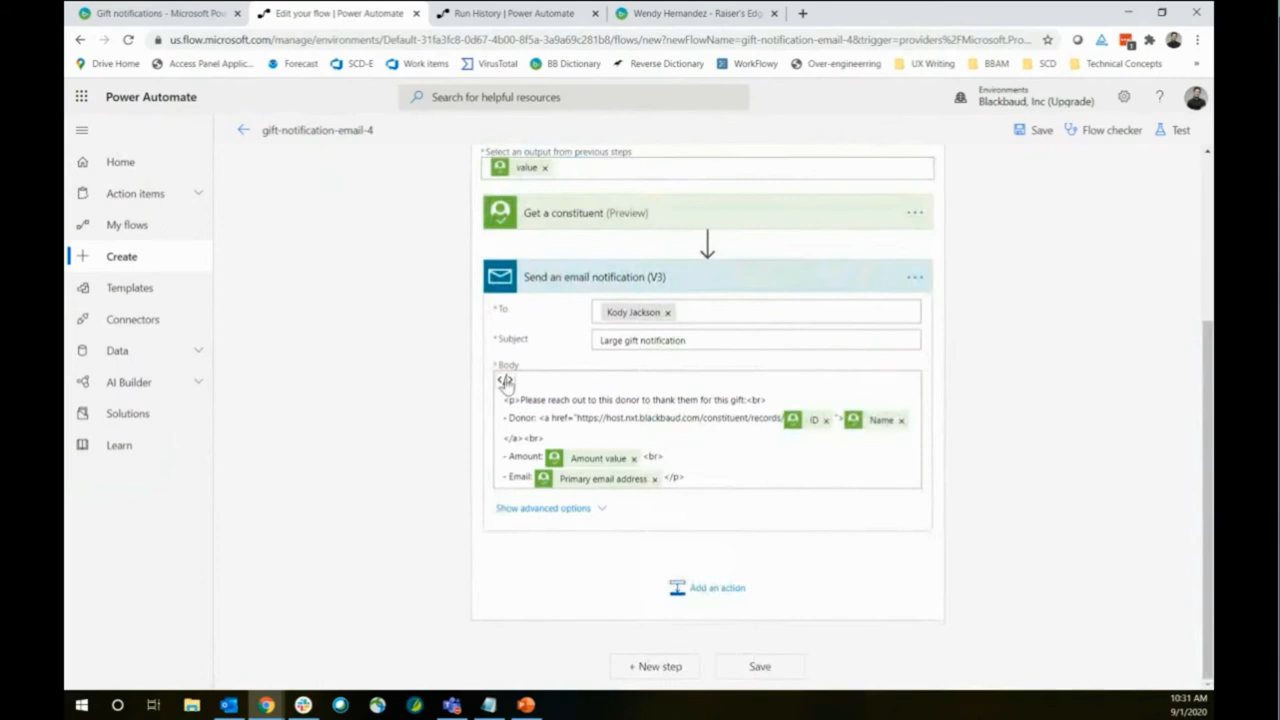 Gift notifications - Microsoft Pow
Edit your flow | Power Automate
Run History | Power Automate
Wendy Hernandez - Raiser's Edg
us.flow.microsoft.com/manage/environments/Default-31fa3fc8-0d67-4b00-8f5a-3a9a69c281b8/flows/new?newFlowName=gift-notification-email-4&trigger=providers%2FMicrosoft.Pro...
Drive Home
Access Panel Applic...
Forecast
SCD-E
Work items
VirusTotal
BB Dictionary
Reverse Dictionary
WorkFlowy
Over-engineering
UX Writing
BBAM
SCD
Technical Concepts
Power Automate
Search for helpful resources
Environments
Blackbaud, Inc (Upgrade)
gift-notification-email-4
Save
Flow checker
Test
Home
Action items
My flows
Create
Templates
Connectors
Data
AI Builder
Solutions
Learn
* Select an output from previous steps
value ×
Get a constituent (Preview)
Send an email notification (V3)
* To
Kody Jackson ×
* Subject
Large gift notification
* Body
</>
<p>Please reach out to this donor to thank them for this gift:<br>
- Donor: <a href="https://host.nxt.blackbaud.com/constituent/records/ ID × "> Name ×
</a><br>
- Amount: Amount value × <br>
- Email: Primary email address × </p>
Show advanced options
Add an action
+ New step
Save
10:31 AM
9/1/2020